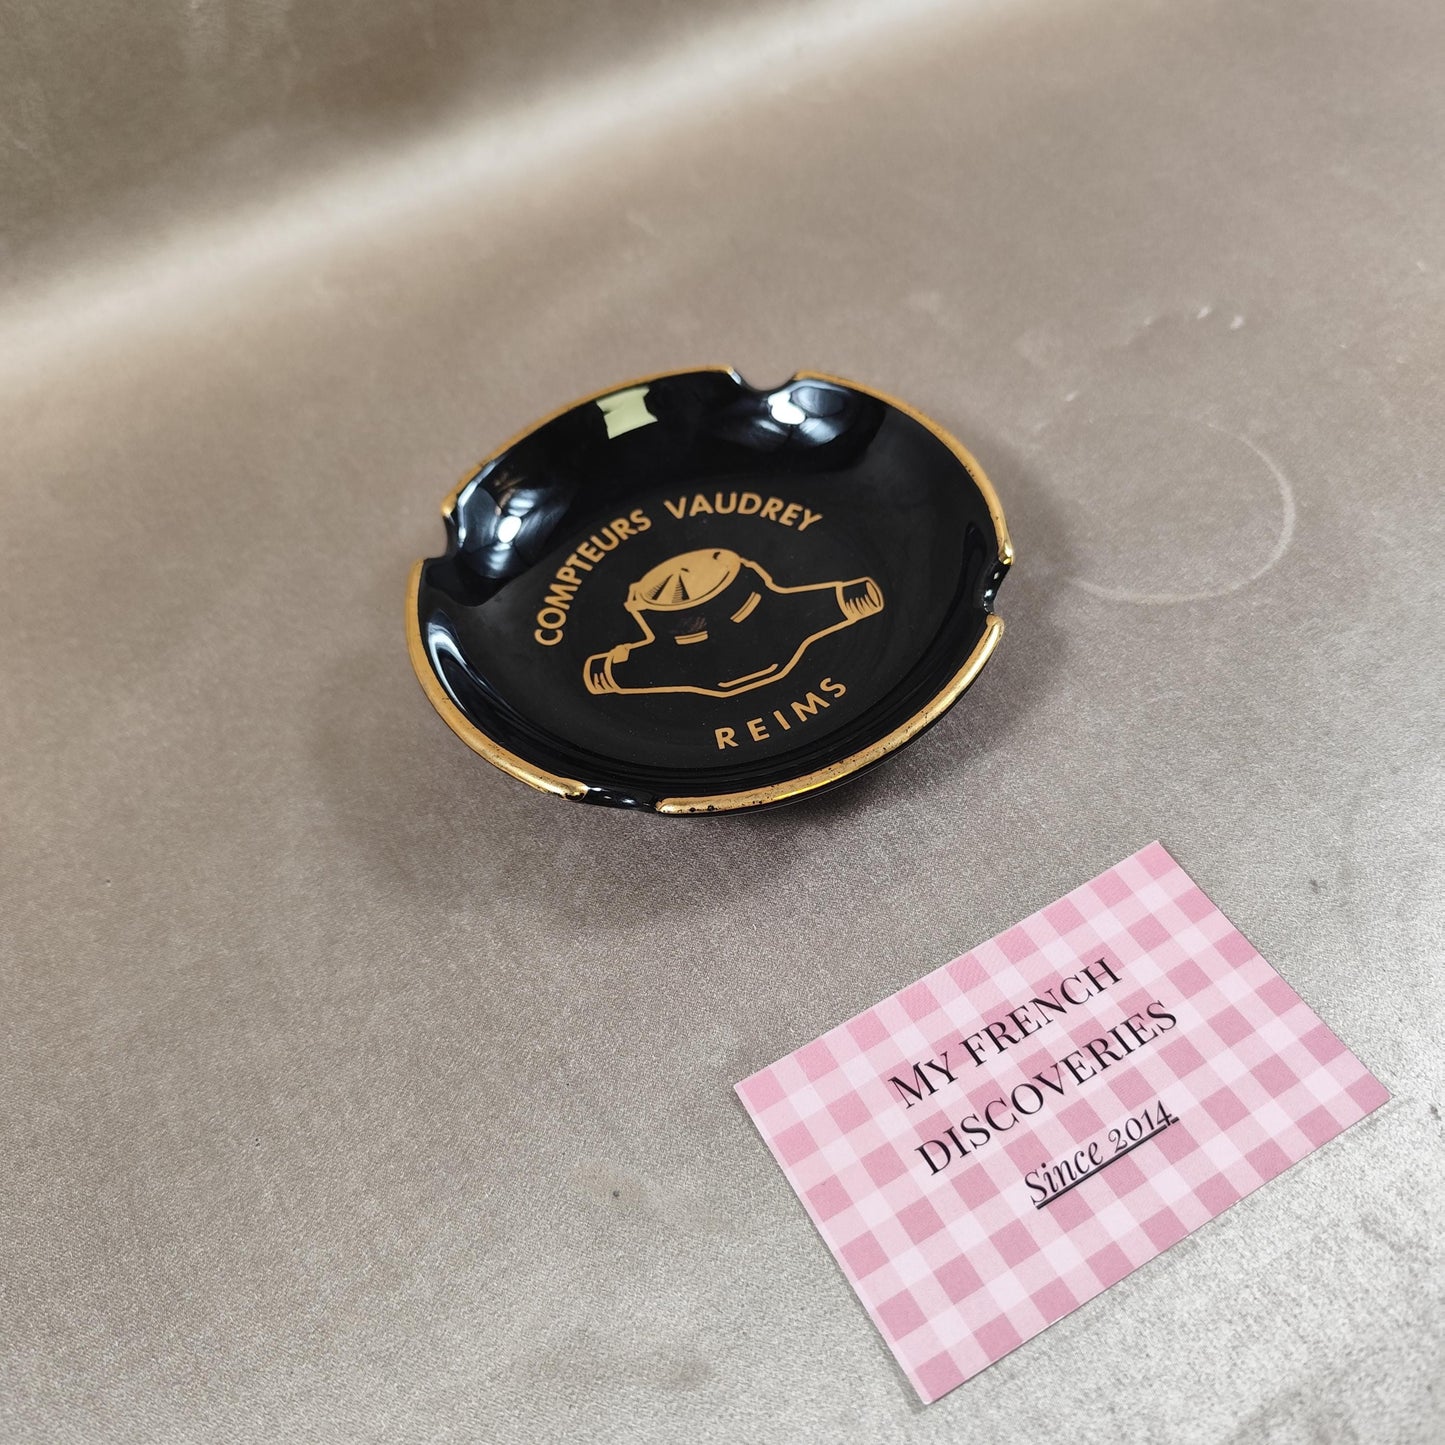 COMPTEURS VAUDREY
REIMS
MY FRENCH
DISCOVERIES
Since 2014